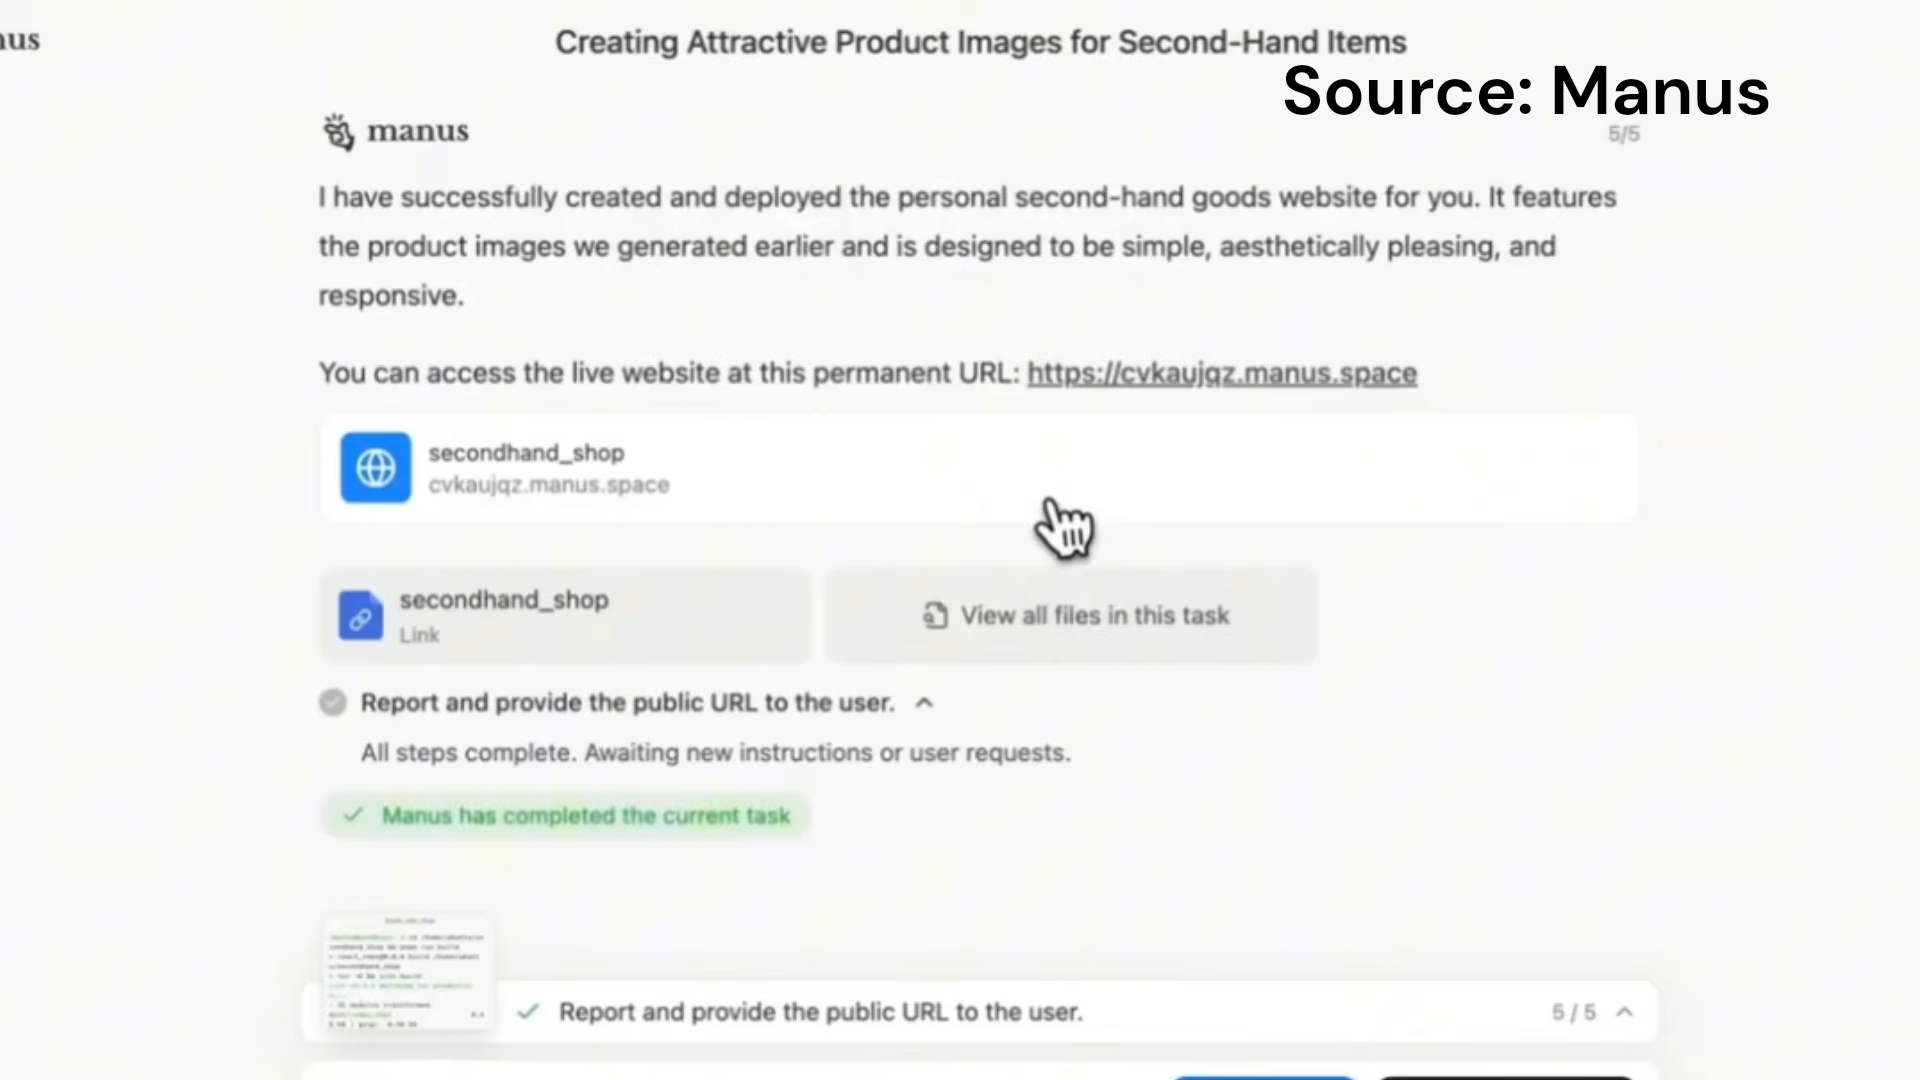 nus
Creating Attractive Product Images for Second-Hand Items
Source: Manus
manus
5/5
I have successfully created and deployed the personal second-hand goods website for you. It features
the product images we generated earlier and is designed to be simple, aesthetically pleasing, and
responsive.
You can access the live website at this permanent URL: https://cvkaujqz.manus.space
secondhand_shop
cvkaujqz.manus.space
secondhand_shop
Link
View all files in this task
Report and provide the public URL to the user.
All steps complete. Awaiting new instructions or user requests.
Manus has completed the current task
Report and provide the public URL to the user.
5 / 5